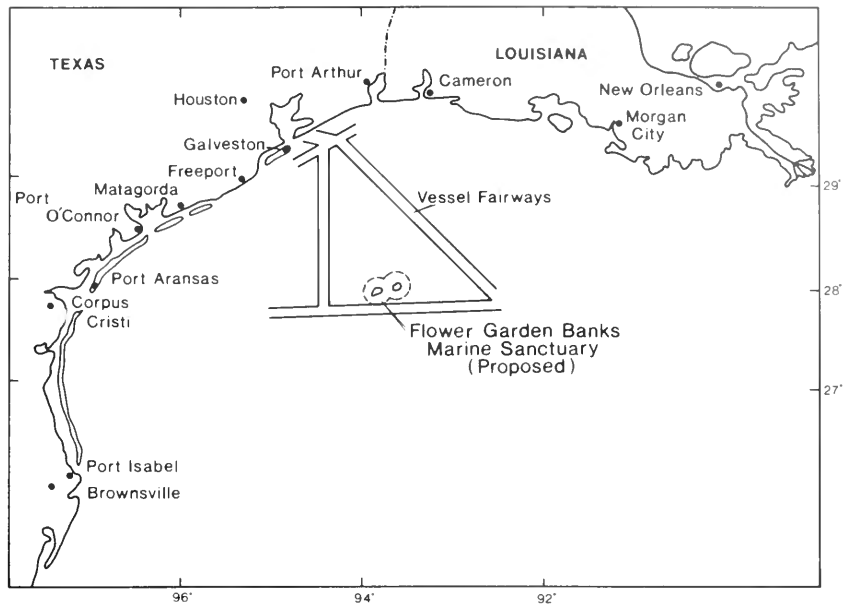 TEXAS
LOUISIANA
Port Arthur
Cameron
Houston
New Orleans
Morgan
City
Galveston
Freeport
Matagorda
Port
O'Connor
Vessel Fairways
29°
Port Aransas
28°
Corpus
Cristi
Flower Garden Banks
Marine Sanctuary
(Proposed)
27°
Port Isabel
Brownsville
96°
94°
92°